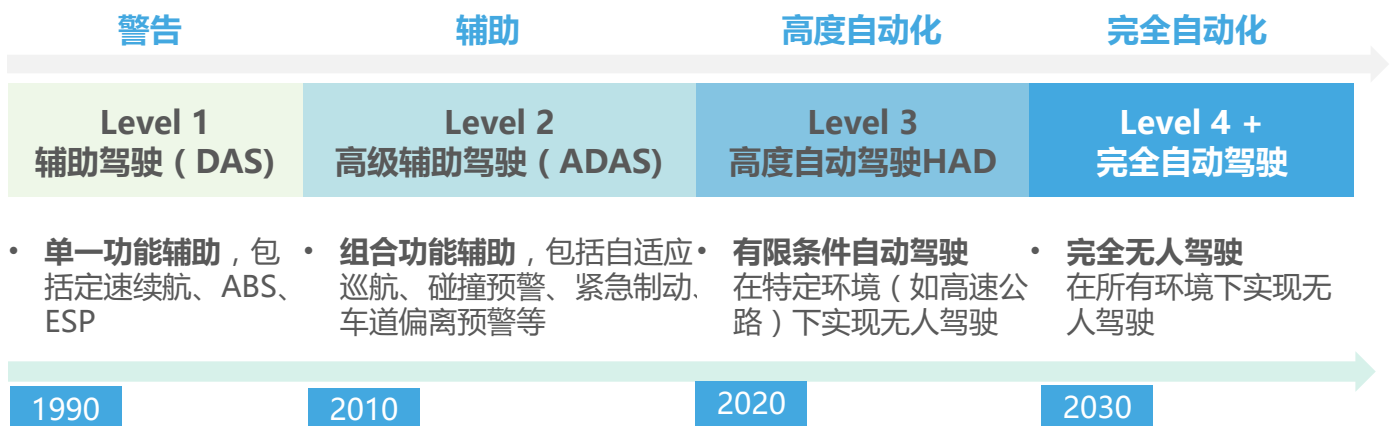 警告
辅助
高度自动化
完全自动化
Level 1
辅助驾驶（DAS)
Level 2
高级辅助驾驶（ADAS)
Level 3
高度自动驾驶HAD
Level 4 +
完全自动驾驶
• 单一功能辅助，包
括定速续航、ABS、
ESP
• 组合功能辅助，包括自适应
巡航、碰撞预警、紧急制动、
车道偏离预警等
• 有限条件自动驾驶
在特定环境（如高速公
路）下实现无人驾驶
• 完全无人驾驶
在所有环境下实现无
人驾驶
1990
2010
2020
2030